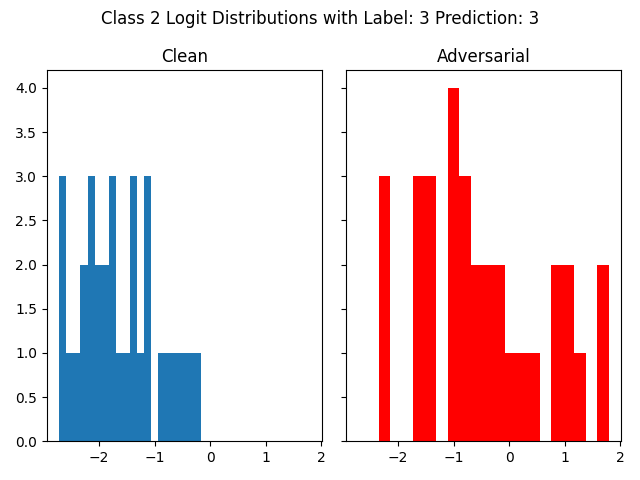 Class 2 Logit Distributions with Label: 3 Prediction: 3
Clean
Adversarial
4.0
3.5
3.0
2.5
2.0
1.5
1.0
0.5
0.0
−2 −1 0 1 2
−2 −1 0 1 2